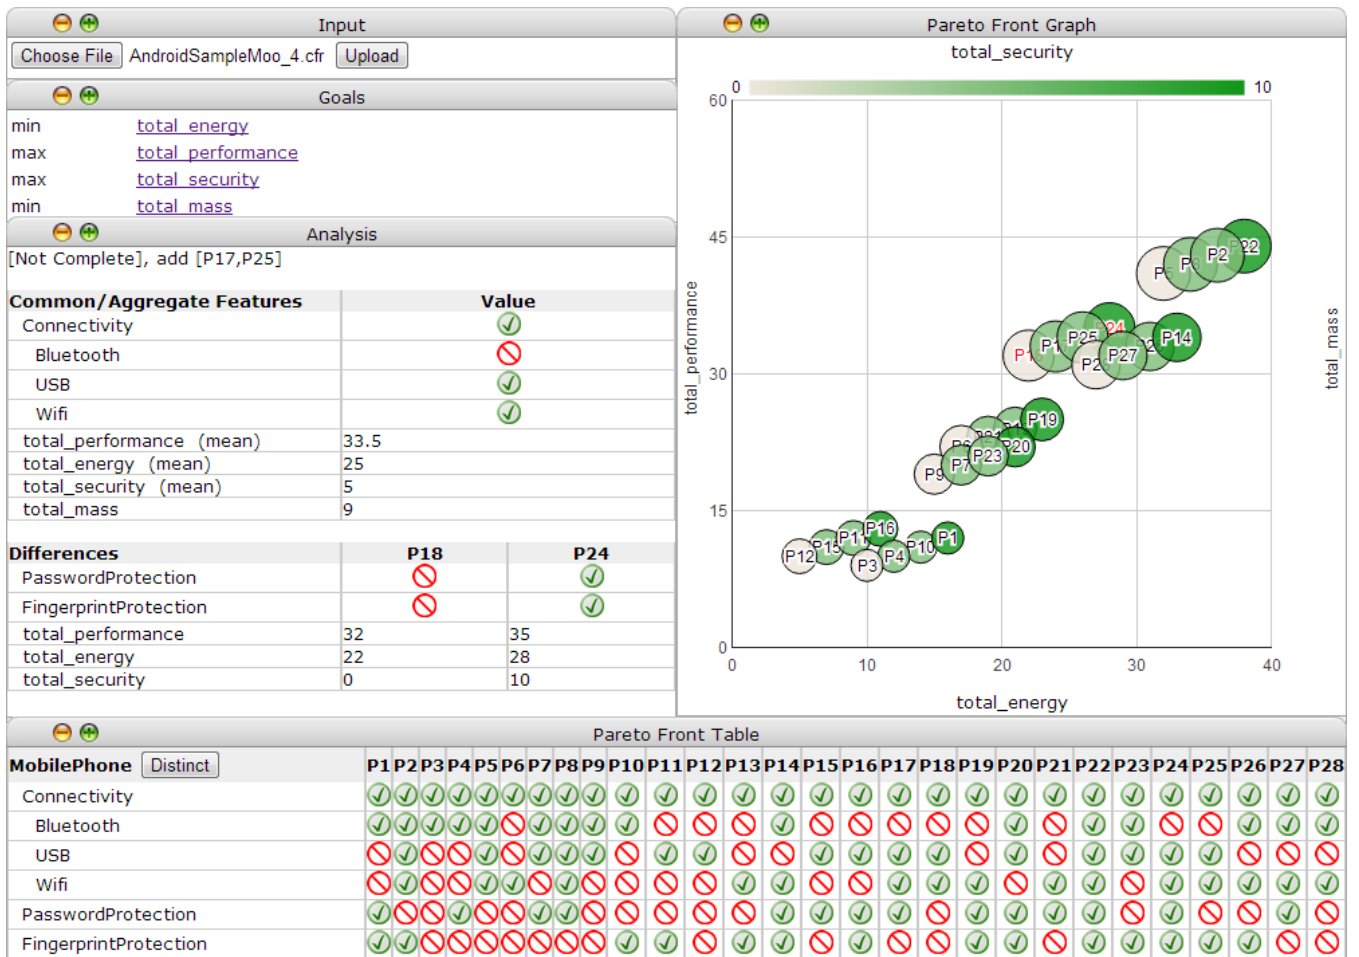 Input
Choose File AndroidSampleMoo_4.cfr Upload
Goals
min total_energy
max total_performance
max total_security
min total_mass
Analysis
[Not Complete], add [P17,P25]
Common/Aggregate Features Value
Connectivity
Bluetooth
USB
Wifi
total_performance (mean) 33.5
total_energy (mean) 25
total_security (mean) 5
total_mass 9
Differences P18 P24
PasswordProtection
FingerprintProtection
total_performance 32 35
total_energy 22 28
total_security 0 10
Pareto Front Graph
total_security
0 10
60
45
30
15
0
0 10 20 30 40
total_performance
total_mass
total_energy
P22
P2
P14
P25
P27
P19
P20
P23
P7
P9
P16
P11
P15
P12
P10
P1
P4
P3
P24
Pareto Front Table
MobilePhone Distinct P1 P2 P3 P4 P5 P6 P7 P8 P9 P10 P11 P12 P13 P14 P15 P16 P17 P18 P19 P20 P21 P22 P23 P24 P25 P26 P27 P28
Connectivity
Bluetooth
USB
Wifi
PasswordProtection
FingerprintProtection